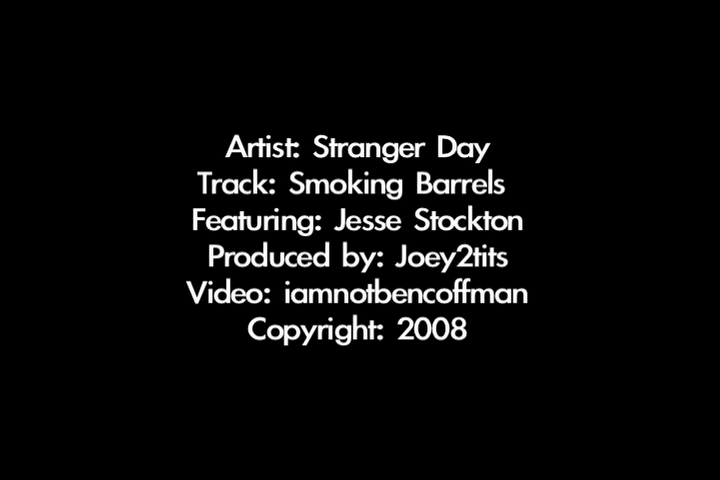 Artist: Stranger Day
Track: Smoking Barrels
Featuring: Jesse Stockton
Produced by: Joey2tits
Video: iamnotbencoffman
Copyright: 2008